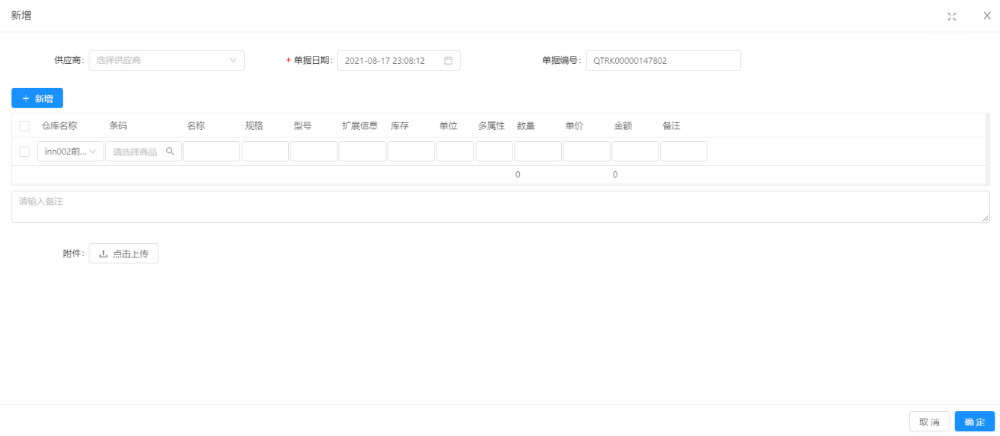 新增
供应商: 选择供应商 * 单据日期: 2021-08-17 23:08:12 单据编号: QTRK00000147802
+ 新增
仓库名称 条码 名称 规格 型号 扩展信息 库存 单位 多属性 数量 单价 金额 备注
inn002前... 请选择商品
0 0
请输入备注
附件: 点击上传
取消 确定